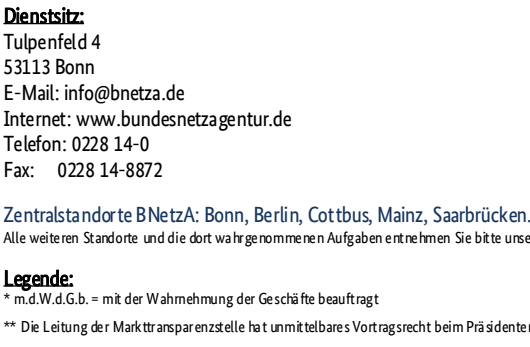 Dienstsitz:
Tulpenfeld 4
53113 Bonn
E-Mail: info@bnetza.de
Internet: www.bundesnetzagentur.de
Telefon: 0228 14-0
Fax: 0228 14-8872
Zentralstandorte BNetzA: Bonn, Berlin, Cottbus, Mainz, Saarbrücken.
Alle weiteren Standorte und die dort wahrgenommenen Aufgaben entnehmen Sie bitte
Legende:
* m.d.W.d.G.b. = mit der Wahrnehmung der Geschäfte beauftragt
** Die Leitung der Markttransparenzstelle hat unmittelbares Vortragsrecht beim